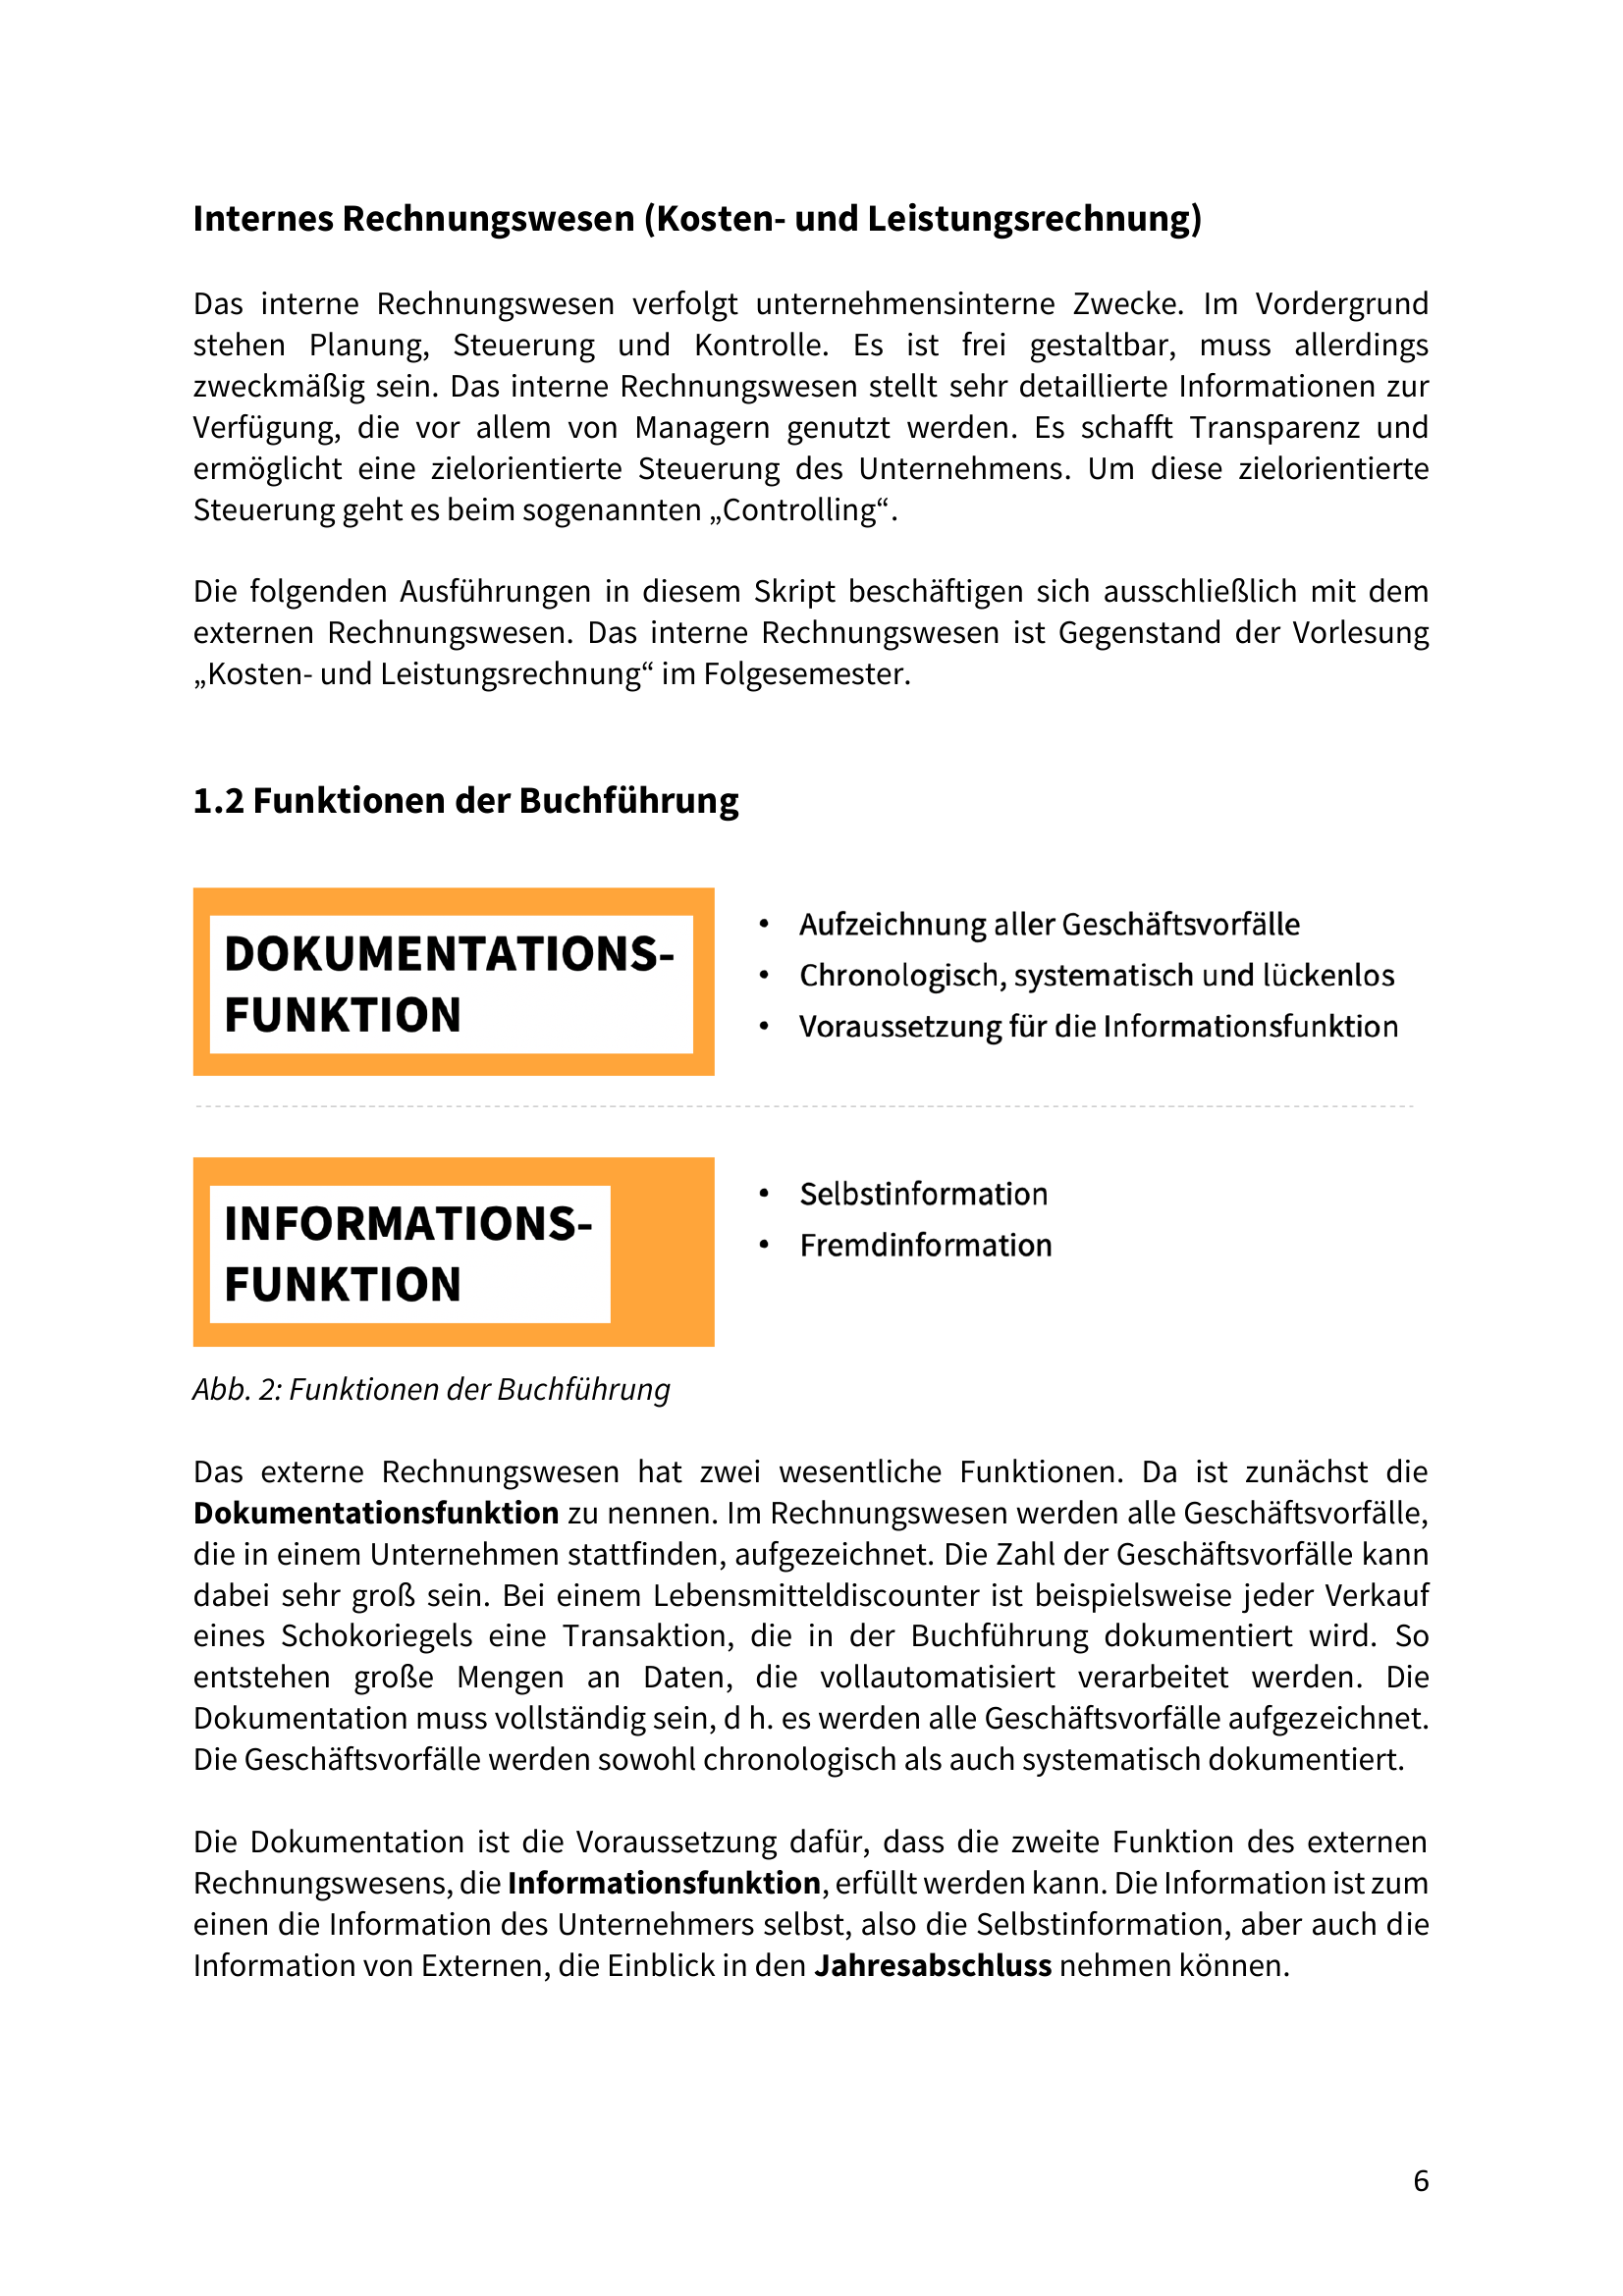 Internes Rechnungswesen (Kosten- und Leistungsrechnung)
Das interne Rechnungswesen verfolgt unternehmensinterne Zwecke. Im Vordergrund
stehen Planung, Steuerung und Kontrolle. Es ist frei gestaltbar, muss allerdings
zweckmäßig sein. Das interne Rechnungswesen stellt sehr detaillierte Informationen zur
Verfügung, die vor allem von Managern genutzt werden. Es schafft Transparenz und
ermöglicht eine zielorientierte Steuerung des Unternehmens. Um diese zielorientierte
Steuerung geht es beim sogenannten „Controlling“.
Die folgenden Ausführungen in diesem Skript beschäftigen sich ausschließlich mit dem
externen Rechnungswesen. Das interne Rechnungswesen ist Gegenstand der Vorlesung
„Kosten- und Leistungsrechnung“ im Folgesemester.
1.2 Funktionen der Buchführung
DOKUMENTATIONS-
FUNKTION
• Aufzeichnung aller Geschäftsvorfälle
• Chronologisch, systematisch und lückenlos
• Voraussetzung für die Informationsfunktion
INFORMATIONS-
FUNKTION
• Selbstinformation
• Fremdinformation
Abb. 2: Funktionen der Buchführung
Das externe Rechnungswesen hat zwei wesentliche Funktionen. Da ist zunächst die
Dokumentationsfunktion zu nennen. Im Rechnungswesen werden alle Geschäftsvorfälle,
die in einem Unternehmen stattfinden, aufgezeichnet. Die Zahl der Geschäftsvorfälle kann
dabei sehr groß sein. Bei einem Lebensmitteldiscounter ist beispielsweise jeder Verkauf
eines Schokoriegels eine Transaktion, die in der Buchführung dokumentiert wird. So
entstehen große Mengen an Daten, die vollautomatisiert verarbeitet werden. Die
Dokumentation muss vollständig sein, d h. es werden alle Geschäftsvorfälle aufgezeichnet.
Die Geschäftsvorfälle werden sowohl chronologisch als auch systematisch dokumentiert.
Die Dokumentation ist die Voraussetzung dafür, dass die zweite Funktion des externen
Rechnungswesens, die Informationsfunktion, erfüllt werden kann. Die Information ist zum
einen die Information des Unternehmers selbst, also die Selbstinformation, aber auch die
Information von Externen, die Einblick in den Jahresabschluss nehmen können.
6